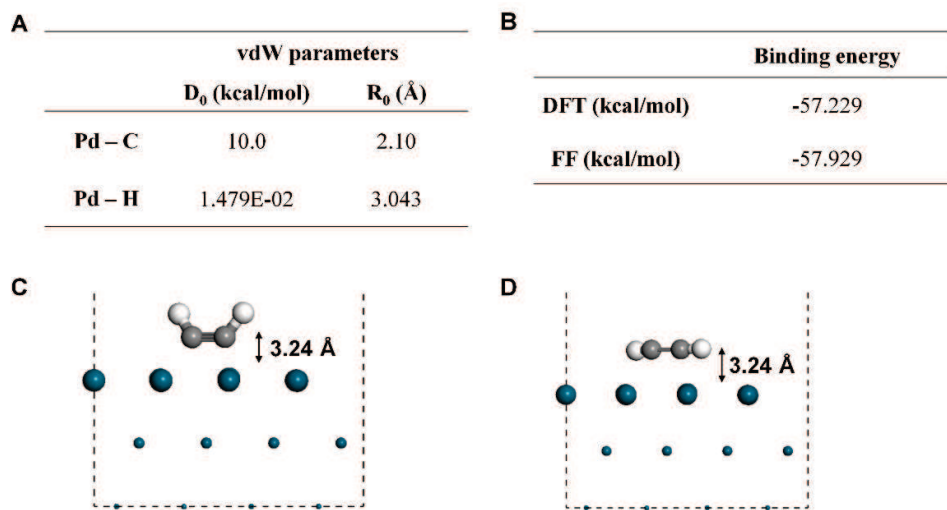 A
vdW parameters
D₀ (kcal/mol) R₀ (Å)
Pd – C 10.0 2.10
Pd – H 1.479E-02 3.043
B
Binding energy
DFT (kcal/mol) -57.229
FF (kcal/mol) -57.929
C
3.24 Å
D
3.24 Å